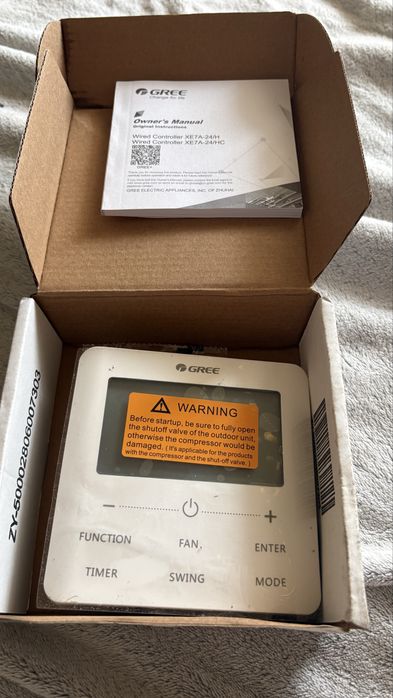 GREE
Change for life
Owner's Manual
Original Instructions
Wired Controller XE7A-24/H
Wired Controller XE7A-24/HC
GREE+
GREE ELECTRIC APPLIANCES, INC. OF ZHUHAI
ZY-5000280600​7303
GREE
WARNING
Before startup, be sure to fully open
the shutoff valve of the outdoor unit,
otherwise the compressor would be
damaged. ( It's applicable for the products
with the compressor and the shut-off valve. )
− +
FUNCTION FAN ENTER
TIMER SWING MODE